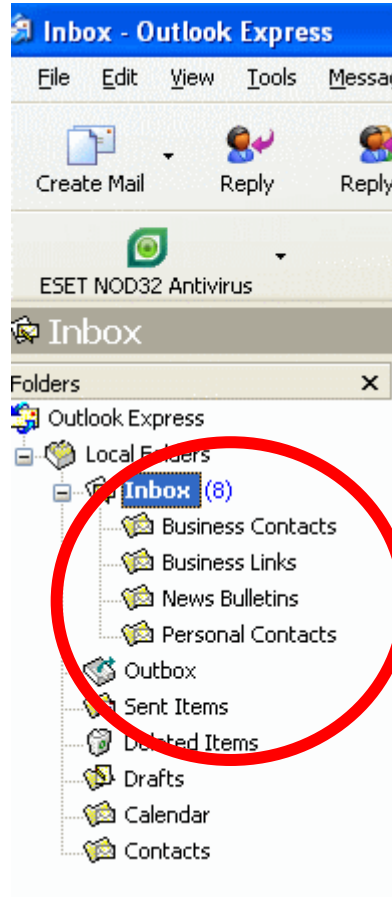 Inbox - Outlook Express
File Edit View Tools Messa
Create Mail Reply Reply
ESET NOD32 Antivirus
Inbox
Folders
Outlook Express
Local Folders
Inbox (8)
Business Contacts
Business Links
News Bulletins
Personal Contacts
Outbox
Sent Items
Deleted Items
Drafts
Calendar
Contacts